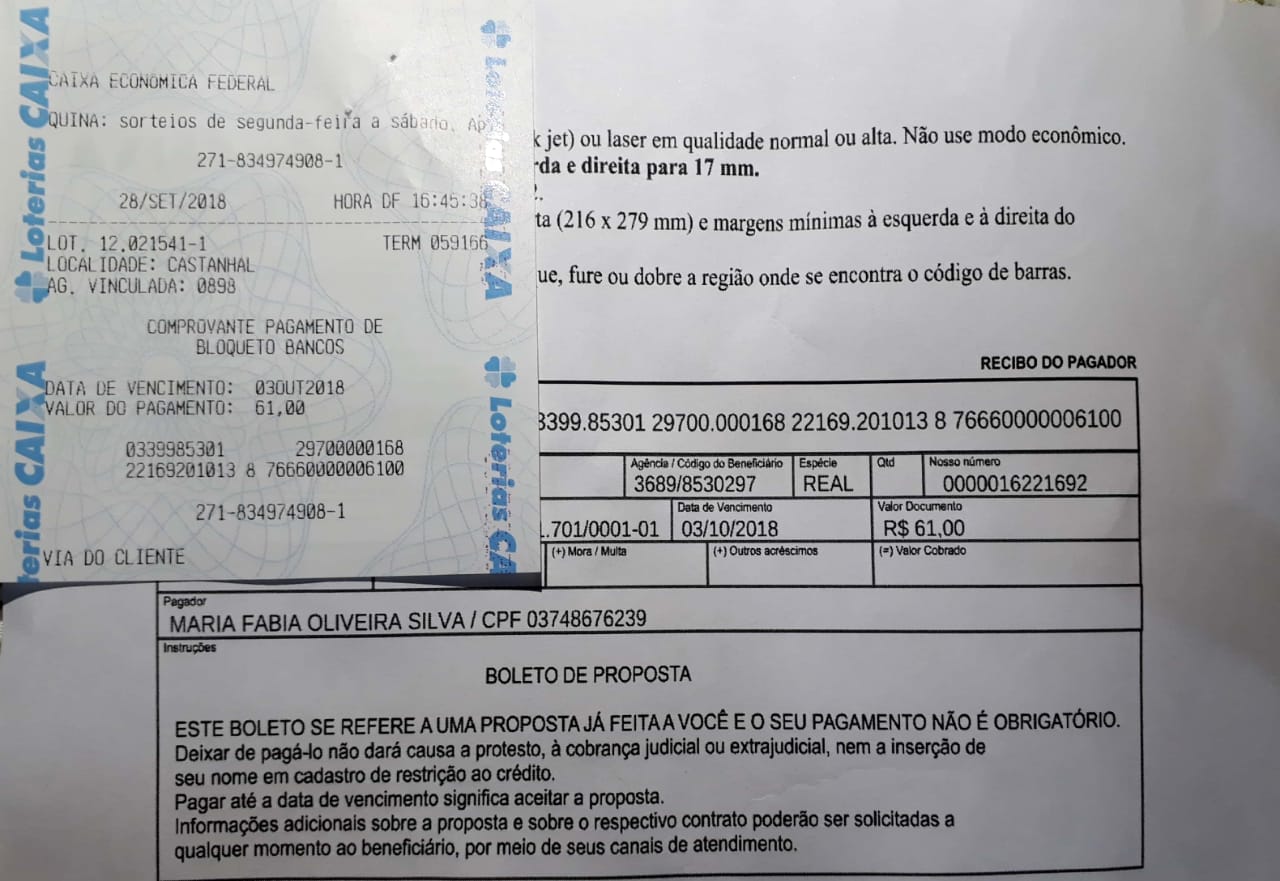 Loterias CAIXA
CAIXA ECONOMICA FEDERAL
QUINA: sorteios de segunda-feira a sábado. Ap
271-834974908-1
28/SET/2018 HORA DF 16:45:38
LOT. 12.021541-1 TERM 059166
LOCALIDADE: CASTANHAL
AG. VINCULADA: 0898
COMPROVANTE PAGAMENTO DE
BLOQUETO BANCOS
DATA DE VENCIMENTO: 03OUT2018
VALOR DO PAGAMENTO: 61,00
0339985301 29700000168
22169201013 8 76660000006100
271-834974908-1
VIA DO CLIENTE
terias CAIXA
Loterias CAIXA
Loterias CA
jet) ou laser em qualidade normal ou alta. Não use modo econômico.
rda e direita para 17 mm.
ta (216 x 279 mm) e margens mínimas à esquerda e à direita do
ue, fure ou dobre a região onde se encontra o código de barras.
RECIBO DO PAGADOR
3399.85301 29700.000168 22169.201013 8 76660000006100
Agência / Código do Beneficiário Espécie Qtd Nosso número
3689/8530297 REAL 0000016221692
Data de Vencimento Valor Documento
.701/0001-01 03/10/2018 R$ 61,00
(+) Mora / Multa (+) Outros acréscimos (=) Valor Cobrado
Pagador
MARIA FABIA OLIVEIRA SILVA / CPF 03748676239
Instruções
BOLETO DE PROPOSTA
ESTE BOLETO SE REFERE A UMA PROPOSTA JÁ FEITA A VOCÊ E O SEU PAGAMENTO NÃO É OBRIGATÓRIO.
Deixar de pagá-lo não dará causa a protesto, à cobrança judicial ou extrajudicial, nem a inserção de
seu nome em cadastro de restrição ao crédito.
Pagar até a data de vencimento significa aceitar a proposta.
Informações adicionais sobre a proposta e sobre o respectivo contrato poderão ser solicitadas a
qualquer momento ao beneficiário, por meio de seus canais de atendimento.